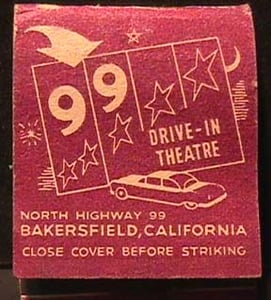 99
DRIVE-IN
THEATRE
NORTH HIGHWAY 99
BAKERSFIELD, CALIFORNIA
CLOSE COVER BEFORE STRIKING